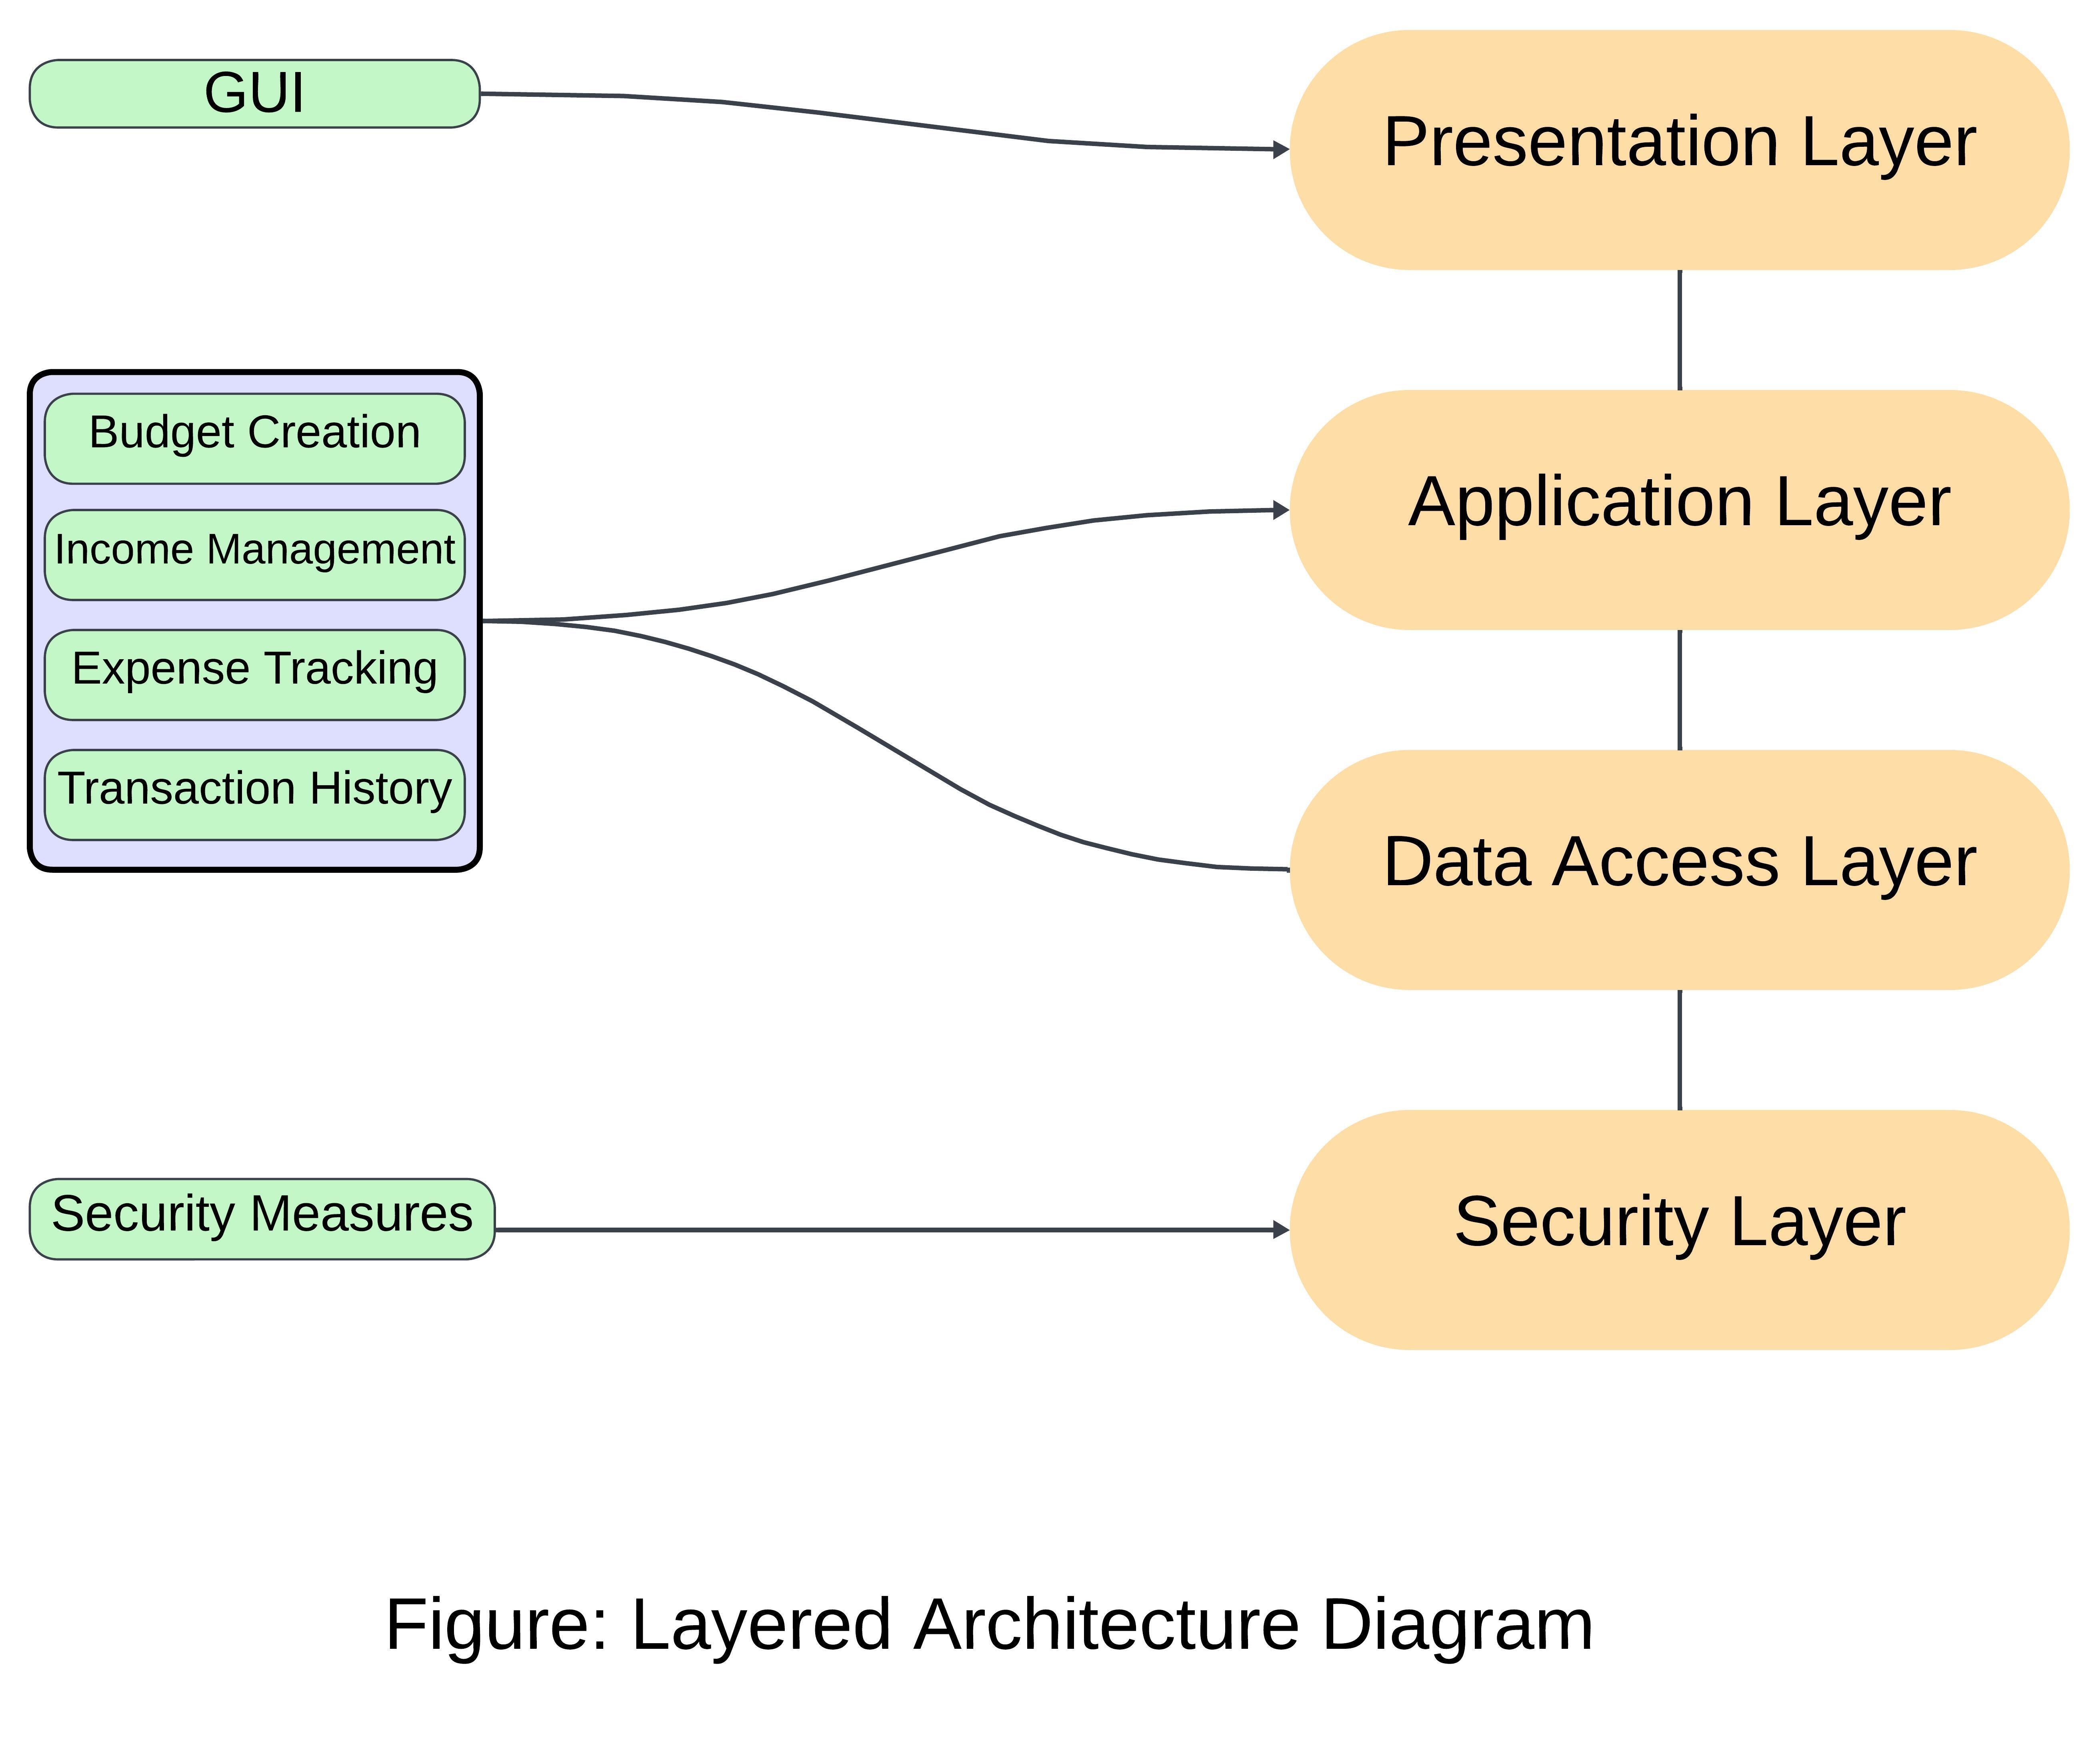 GUI
Presentation Layer
Budget Creation
Income Management
Expense Tracking
Transaction History
Application Layer
Data Access Layer
Security Measures
Security Layer
Figure: Layered Architecture Diagram